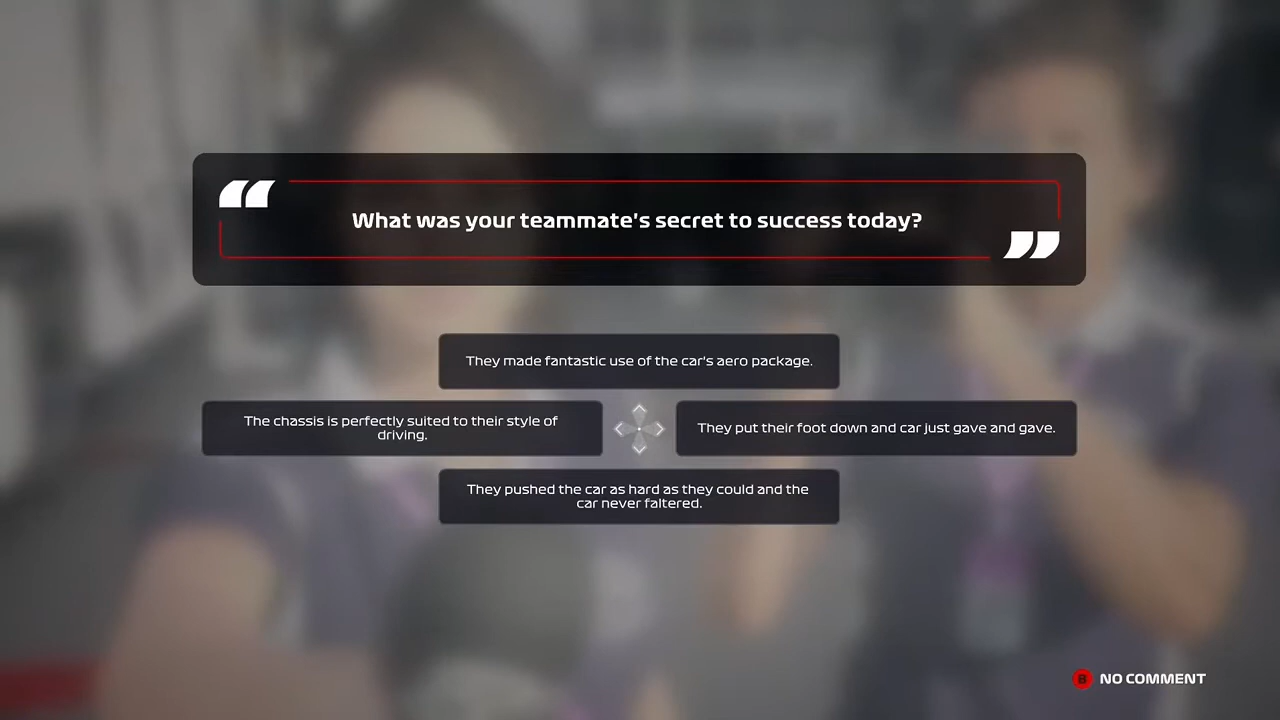 What was your teammate's secret to success today?
They made fantastic use of the car's aero package.
The chassis is perfectly suited to their style of
driving.
They put their foot down and car just gave and gave.
They pushed the car as hard as they could and the
car never faltered.
B NO COMMENT